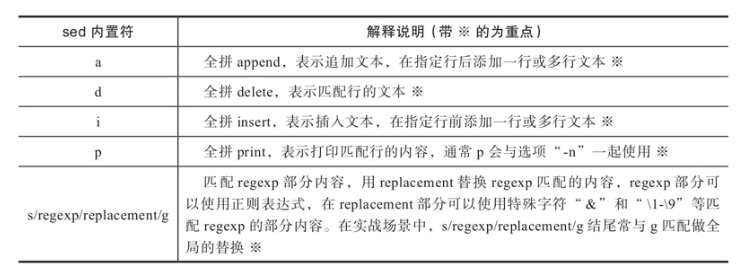 sed 内置符 解释说明（带 ※ 的为重点）
a 全拼 append，表示追加文本，在指定行后添加一行或多行文本 ※
d 全拼 delete，表示匹配行的文本 ※
i 全拼 insert，表示插入文本，在指定行前添加一行或多行文本 ※
p 全拼 print，表示打印匹配行的内容，通常 p 会与选项“-n”一起使用 ※
匹配 regexp 部分内容，用 replacement 替换 regexp 匹配的内容，regexp 部分可
s/regexp/replacement/g 以使用正则表达式，在 replacement 部分可以使用特殊字符“&”和“\1-\9”等匹
配 regexp 的部分内容。在实战场景中，s/regexp/replacement/g 结尾常与 g 匹配做全
局的替换 ※